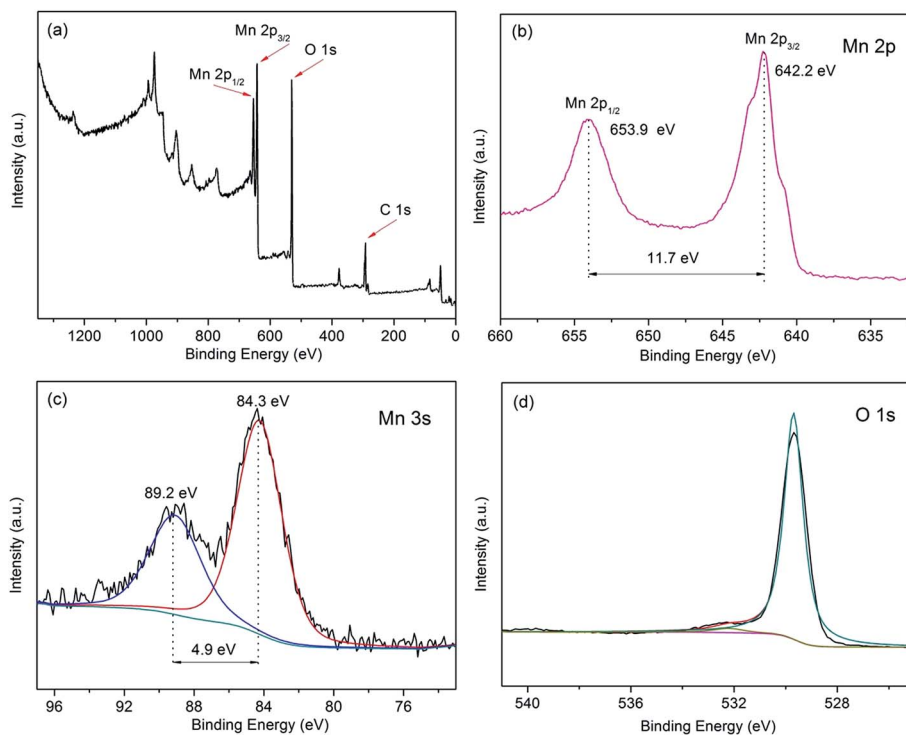 (a)
Mn 2p3/2
O 1s
Mn 2p1/2
C 1s
Intensity (a.u.)
1200 1000 800 600 400 200 0
Binding Energy (eV)
(b)
Mn 2p3/2
Mn 2p
642.2 eV
Mn 2p1/2
653.9 eV
11.7 eV
Intensity (a.u.)
660 655 650 645 640 635
Binding Energy (eV)
(c)
84.3 eV
Mn 3s
89.2 eV
4.9 eV
Intensity (a.u.)
96 92 88 84 80 76
Binding Energy (eV)
(d)
O 1s
Intensity (a.u.)
540 536 532 528
Binding Energy (eV)